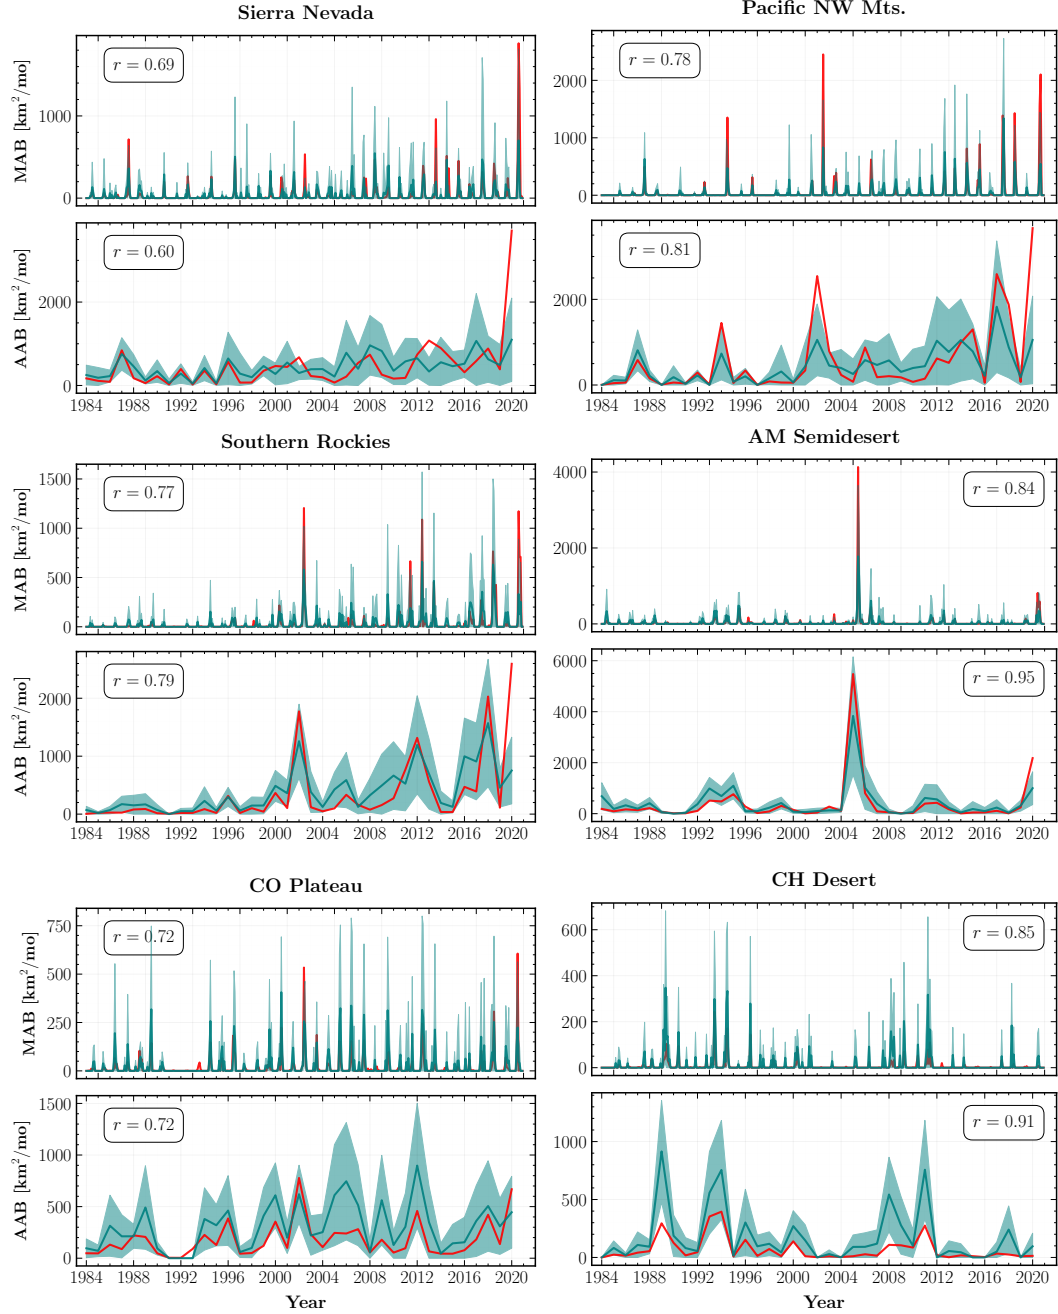 Sierra Nevada
r = 0.69
MAB [km²/mo]
1000
0
r = 0.60
AAB [km²/mo]
2000
0
1984 1988 1992 1996 2000 2004 2008 2012 2016 2020
Pacific NW Mts.
r = 0.78
2000
1000
0
r = 0.81
2000
0
1984 1988 1992 1996 2000 2004 2008 2012 2016 2020
Southern Rockies
r = 0.77
MAB [km²/mo]
1500
1000
500
0
r = 0.79
AAB [km²/mo]
2000
1000
0
1984 1988 1992 1996 2000 2004 2008 2012 2016 2020
AM Semidesert
r = 0.84
4000
2000
0
r = 0.95
6000
4000
2000
0
1984 1988 1992 1996 2000 2004 2008 2012 2016 2020
CO Plateau
r = 0.72
MAB [km²/mo]
750
500
250
0
r = 0.72
AAB [km²/mo]
1500
1000
500
0
1984 1988 1992 1996 2000 2004 2008 2012 2016 2020
Year
CH Desert
r = 0.85
600
400
200
0
r = 0.91
1000
500
0
1984 1988 1992 1996 2000 2004 2008 2012 2016 2020
Year